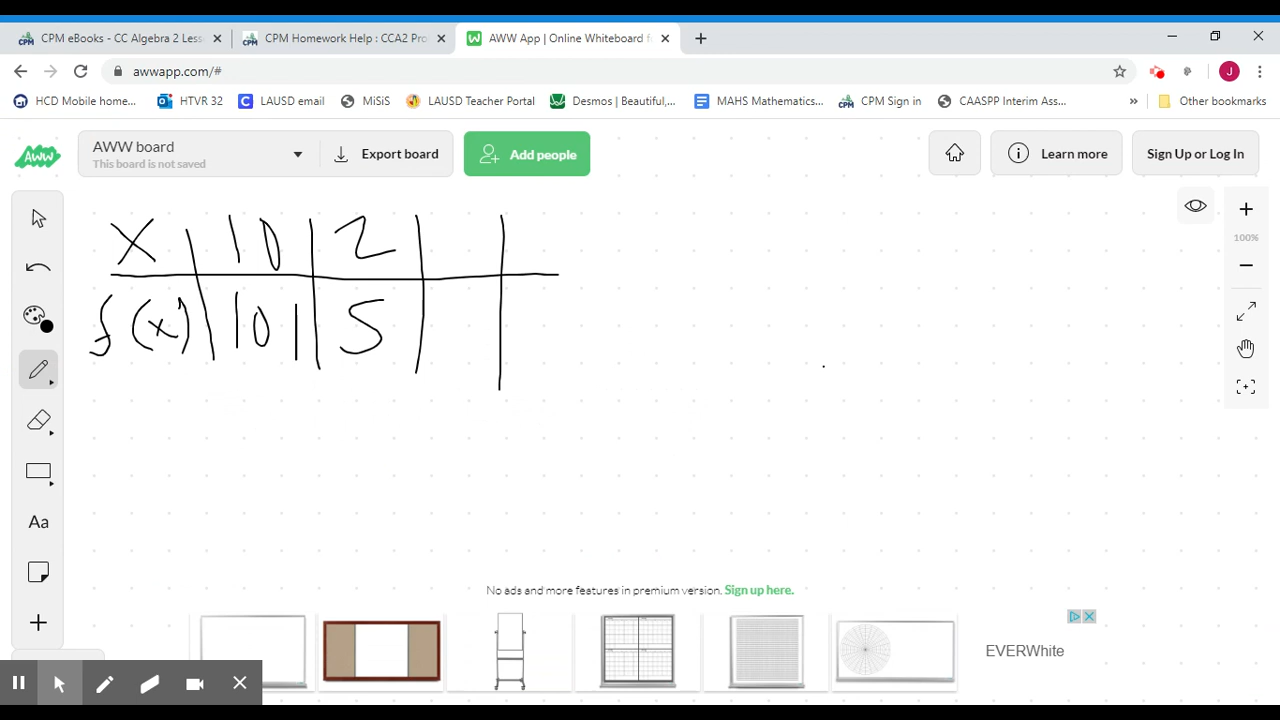 CPM eBooks - CC Algebra 2 Less
CPM Homework Help : CCA2 Pro
AWW App | Online Whiteboard f
awwapp.com/#
J
HCD Mobile home...
HTVR 32
LAUSD email
MiSiS
LAUSD Teacher Portal
Desmos | Beautiful,...
MAHS Mathematics...
CPM Sign in
CAASPP Interim Ass...
»
Other bookmarks
AWW
AWW board
This board is not saved
Export board
Add people
Learn more
Sign Up or Log In
100%
x 10 2
f(x) 101 5
Aa
No ads and more features in premium version. Sign up here.
EVERWhite